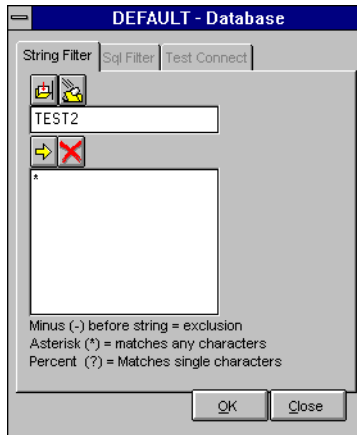 DEFAULT - Database
String Filter Sql Filter Test Connect
TEST2
*
Minus (-) before string = exclusion
Asterisk (*) = matches any characters
Percent (?) = Matches single characters
OK Close